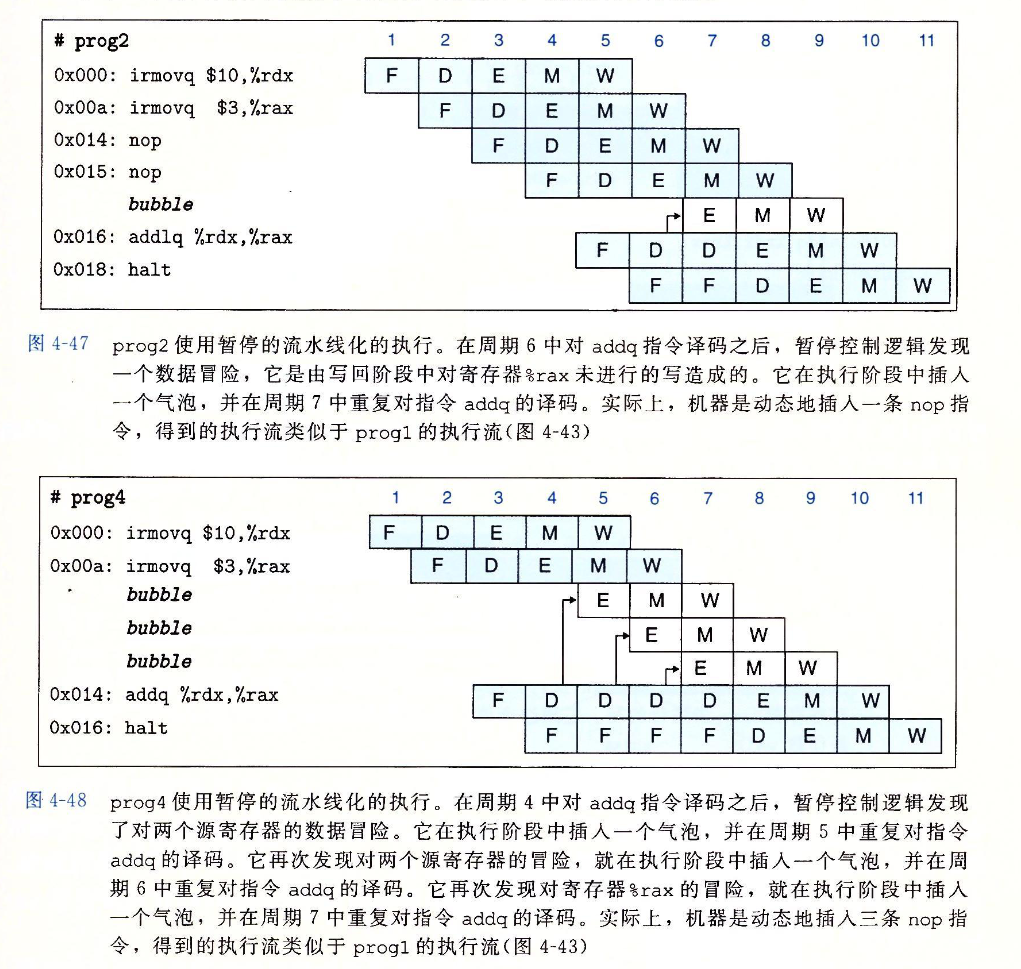 # prog2 1 2 3 4 5 6 7 8 9 10 11
0x000: irmovq $10,%rdx F D E M W
0x00a: irmovq $3,%rax F D E M W
0x014: nop F D E M W
0x015: nop F D E M W
bubble E M W
0x016: addlq %rdx,%rax F D D E M W
0x018: halt F F D E M W
图 4-47 prog2 使用暂停的流水线化的执行。在周期 6 中对 addq 指令译码之后，暂停控制逻辑发现
一个数据冒险，它是由写回阶段中对寄存器%rax 未进行的写造成的。它在执行阶段中插入
一个气泡，并在周期 7 中重复对指令 addq 的译码。实际上，机器是动态地插入一条 nop 指
令，得到的执行流类似于 prog1 的执行流(图 4-43)
# prog4 1 2 3 4 5 6 7 8 9 10 11
0x000: irmovq $10,%rdx F D E M W
0x00a: irmovq $3,%rax F D E M W
bubble E M W
bubble E M W
bubble E M W
0x014: addq %rdx,%rax F D D D D E M W
0x016: halt F F F F D E M W
图 4-48 prog4 使用暂停的流水线化的执行。在周期 4 中对 addq 指令译码之后，暂停控制逻辑发现
了对两个源寄存器的数据冒险。它在执行阶段中插入一个气泡，并在周期 5 中重复对指令
addq 的译码。它再次发现对两个源寄存器的冒险，就在执行阶段中插入一个气泡，并在周
期 6 中重复对指令 addq 的译码。它再次发现对寄存器%rax 的冒险，就在执行阶段中插入
一个气泡，并在周期 7 中重复对指令 addq 的译码。实际上，机器是动态地插入三条 nop 指
令，得到的执行流类似于 prog1 的执行流(图 4-43)